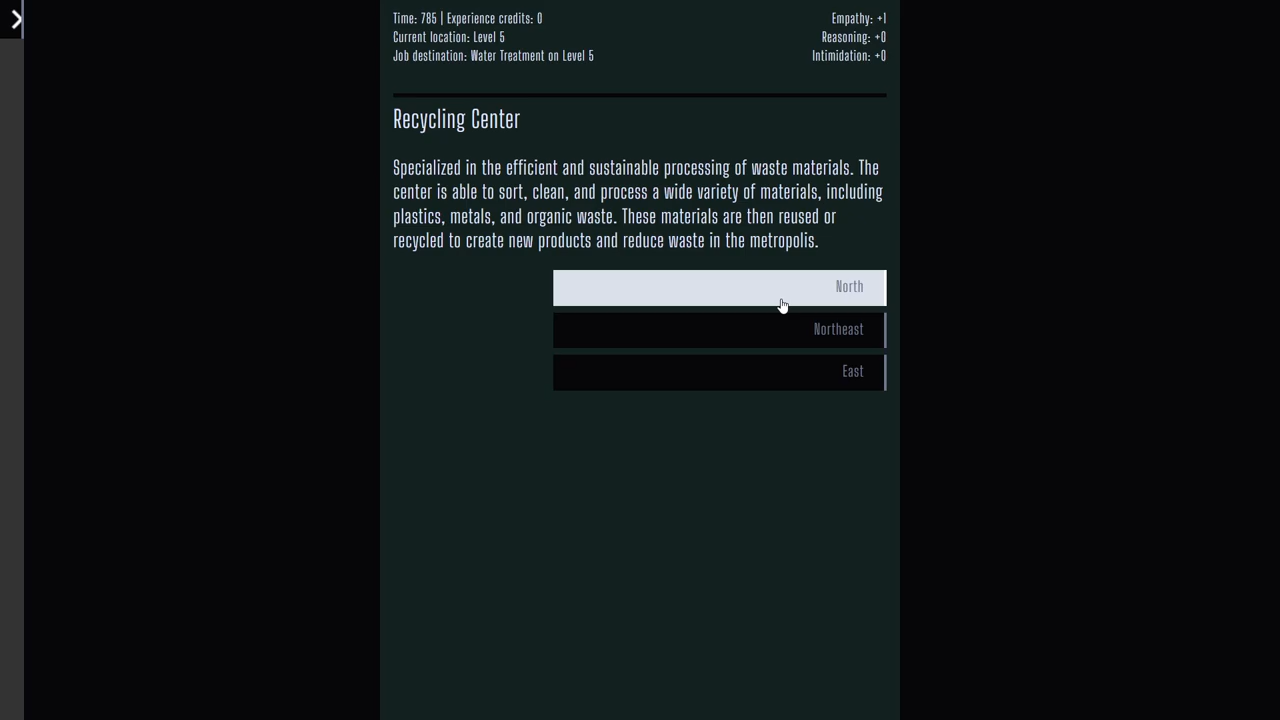 Time: 785 | Experience credits: 0
Empathy: +1
Current location: Level 5
Reasoning: +0
Job destination: Water Treatment on Level 5
Intimidation: +0
Recycling Center
Specialized in the efficient and sustainable processing of waste materials. The
center is able to sort, clean, and process a wide variety of materials, including
plastics, metals, and organic waste. These materials are then reused or
recycled to create new products and reduce waste in the metropolis.
North
Northeast
East